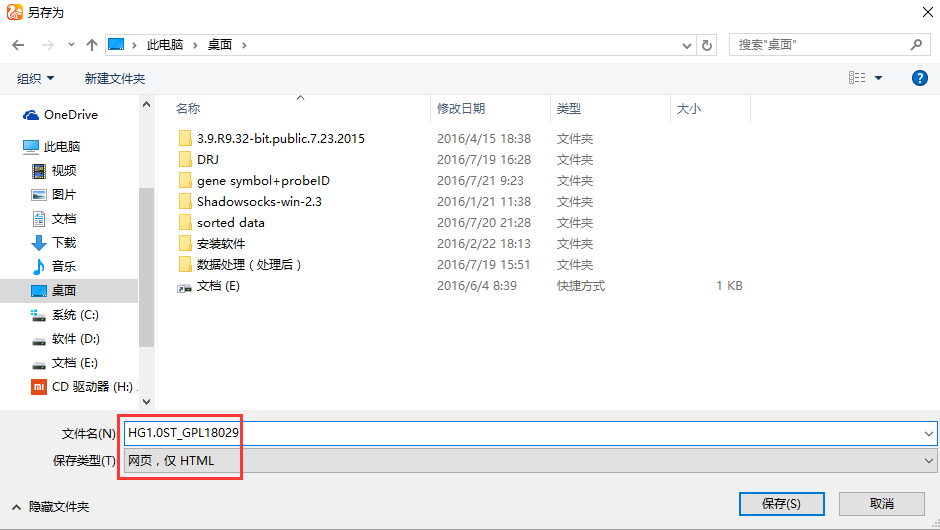 另存为
此电脑 桌面
搜索"桌面"
组织 新建文件夹
名称 修改日期 类型 大小
OneDrive
此电脑
视频
图片
文档
下载
音乐
桌面
系统 (C:)
软件 (D:)
文档 (E:)
CD 驱动器 (H:)
3.9.R9.32-bit.public.7.23.2015 2016/4/15 18:38 文件夹
DRJ 2016/7/19 16:28 文件夹
gene symbol+probeID 2016/7/21 9:23 文件夹
Shadowsocks-win-2.3 2016/1/21 11:38 文件夹
sorted data 2016/7/20 21:28 文件夹
安装软件 2016/2/22 18:13 文件夹
数据处理（处理后） 2016/7/19 15:51 文件夹
文档 (E) 2016/6/4 8:39 快捷方式 1 KB
文件名(N): HG1.0ST_GPL18029
保存类型(T): 网页，仅 HTML
隐藏文件夹 保存(S) 取消